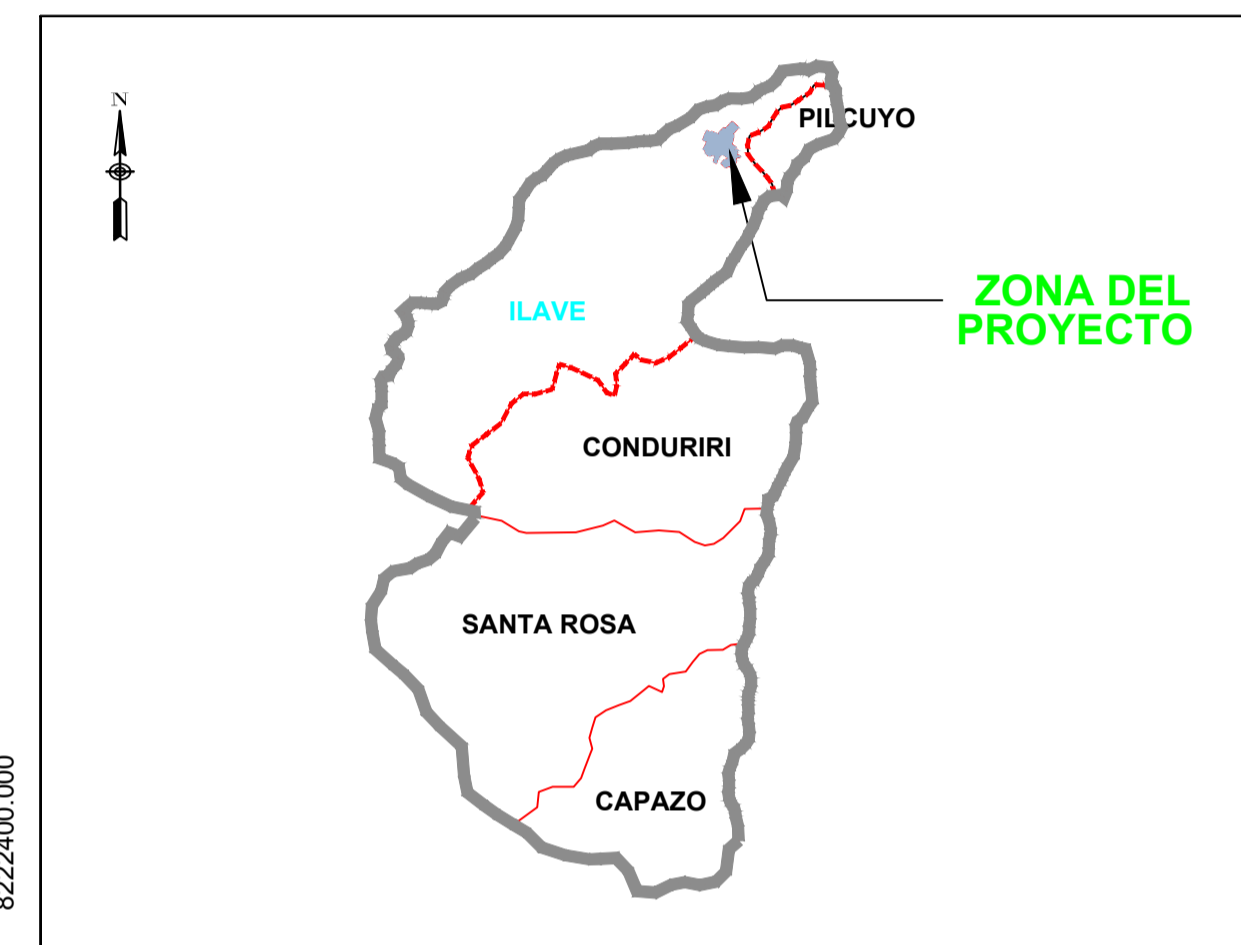 N
PILCUYO
ZONA DEL
PROYECTO
ILAVE
CONDURIRI
SANTA ROSA
CAPAZO
8222400.000